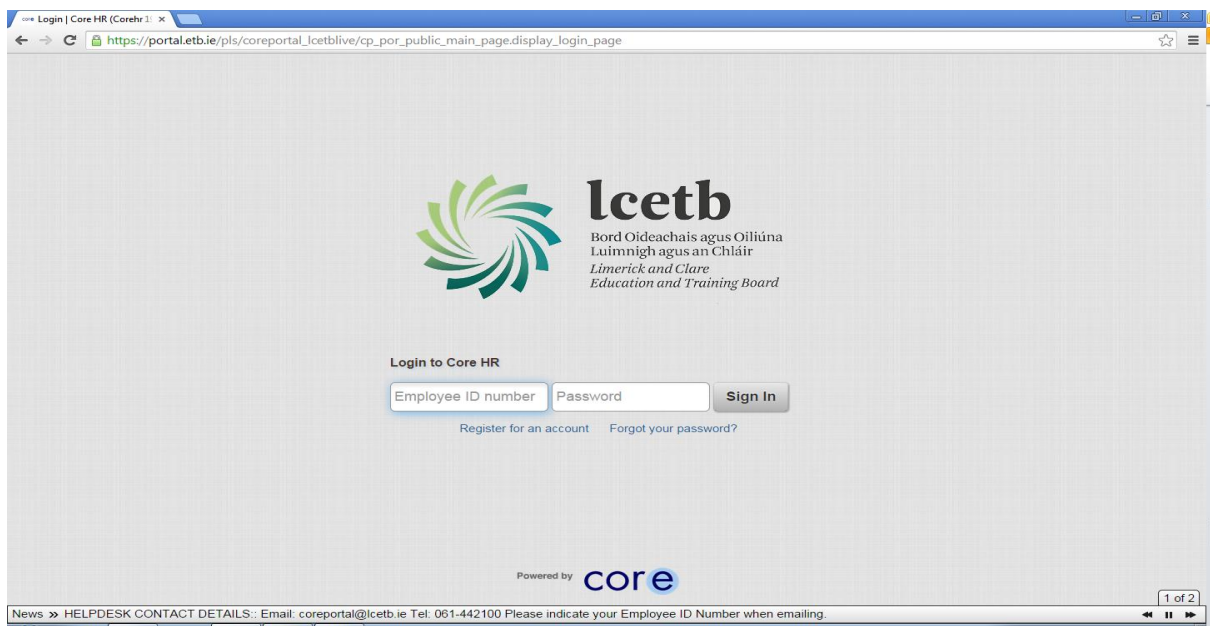 core Login | Core HR (Corehr 1
https://portal.etb.ie/pls/coreportal_lcetblive/cp_por_public_main_page.display_login_page
lcetb
Bord Oideachais agus Oiliúna
Luimnigh agus an Chláir
Limerick and Clare
Education and Training Board
Login to Core HR
Employee ID number Password Sign In
Register for an account Forgot your password?
Powered by core
1 of 2
News » HELPDESK CONTACT DETAILS:: Email: coreportal@lcetb.ie Tel: 061-442100 Please indicate your Employee ID Number when emailing.